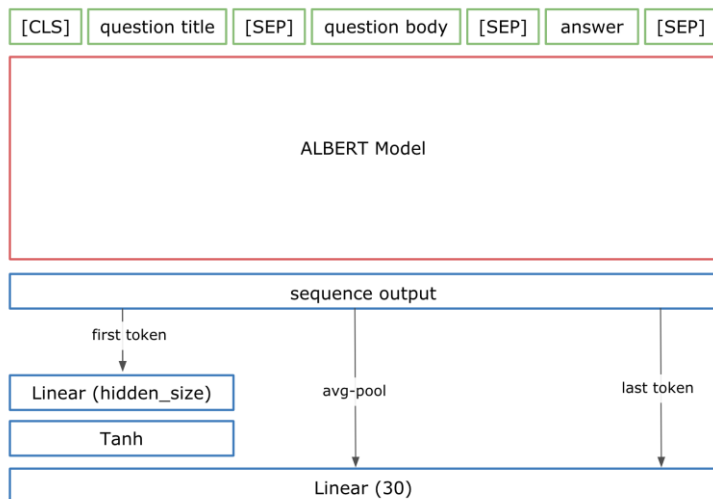 [CLS] question title [SEP] question body [SEP] answer [SEP]
ALBERT Model
sequence output
first token
Linear (hidden_size)
avg-pool
last token
Tanh
Linear (30)